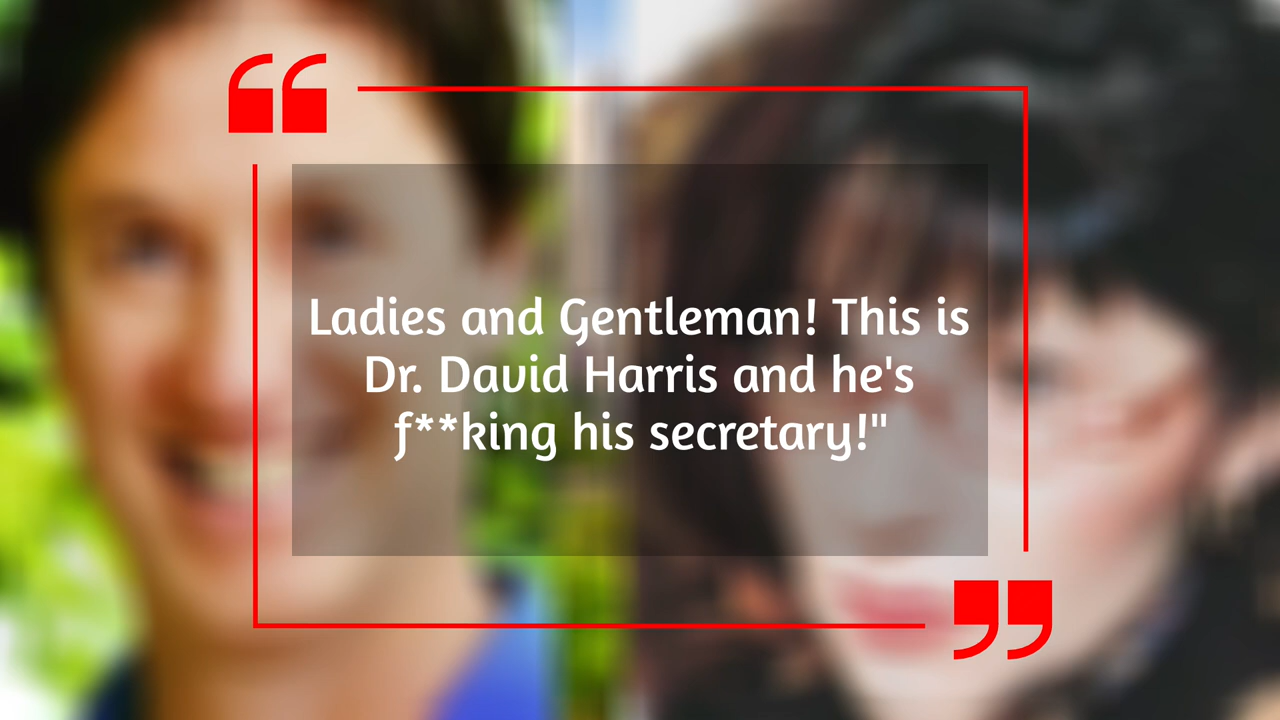 Ladies and Gentleman! This is
Dr. David Harris and he's
f**king his secretary!"